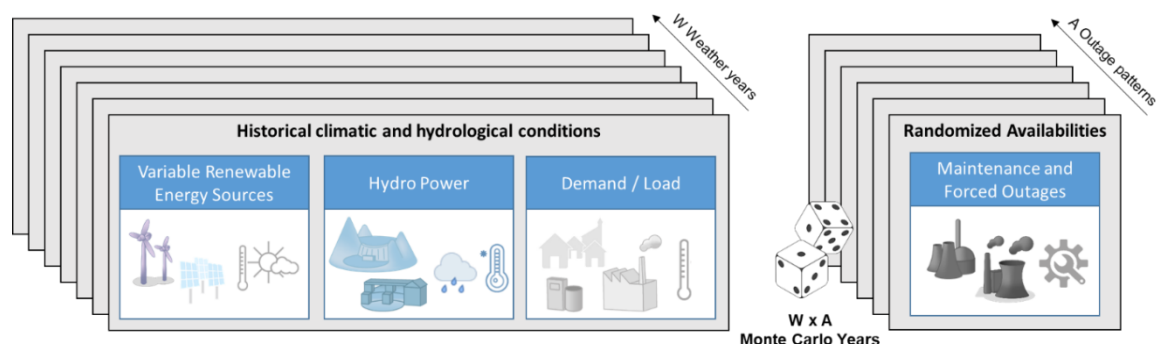 W Weather years
Historical climatic and hydrological conditions
Variable Renewable
Energy Sources
Hydro Power
Demand / Load
W x A
Monte Carlo Years
A Outage patterns
Randomized Availabilities
Maintenance and
Forced Outages